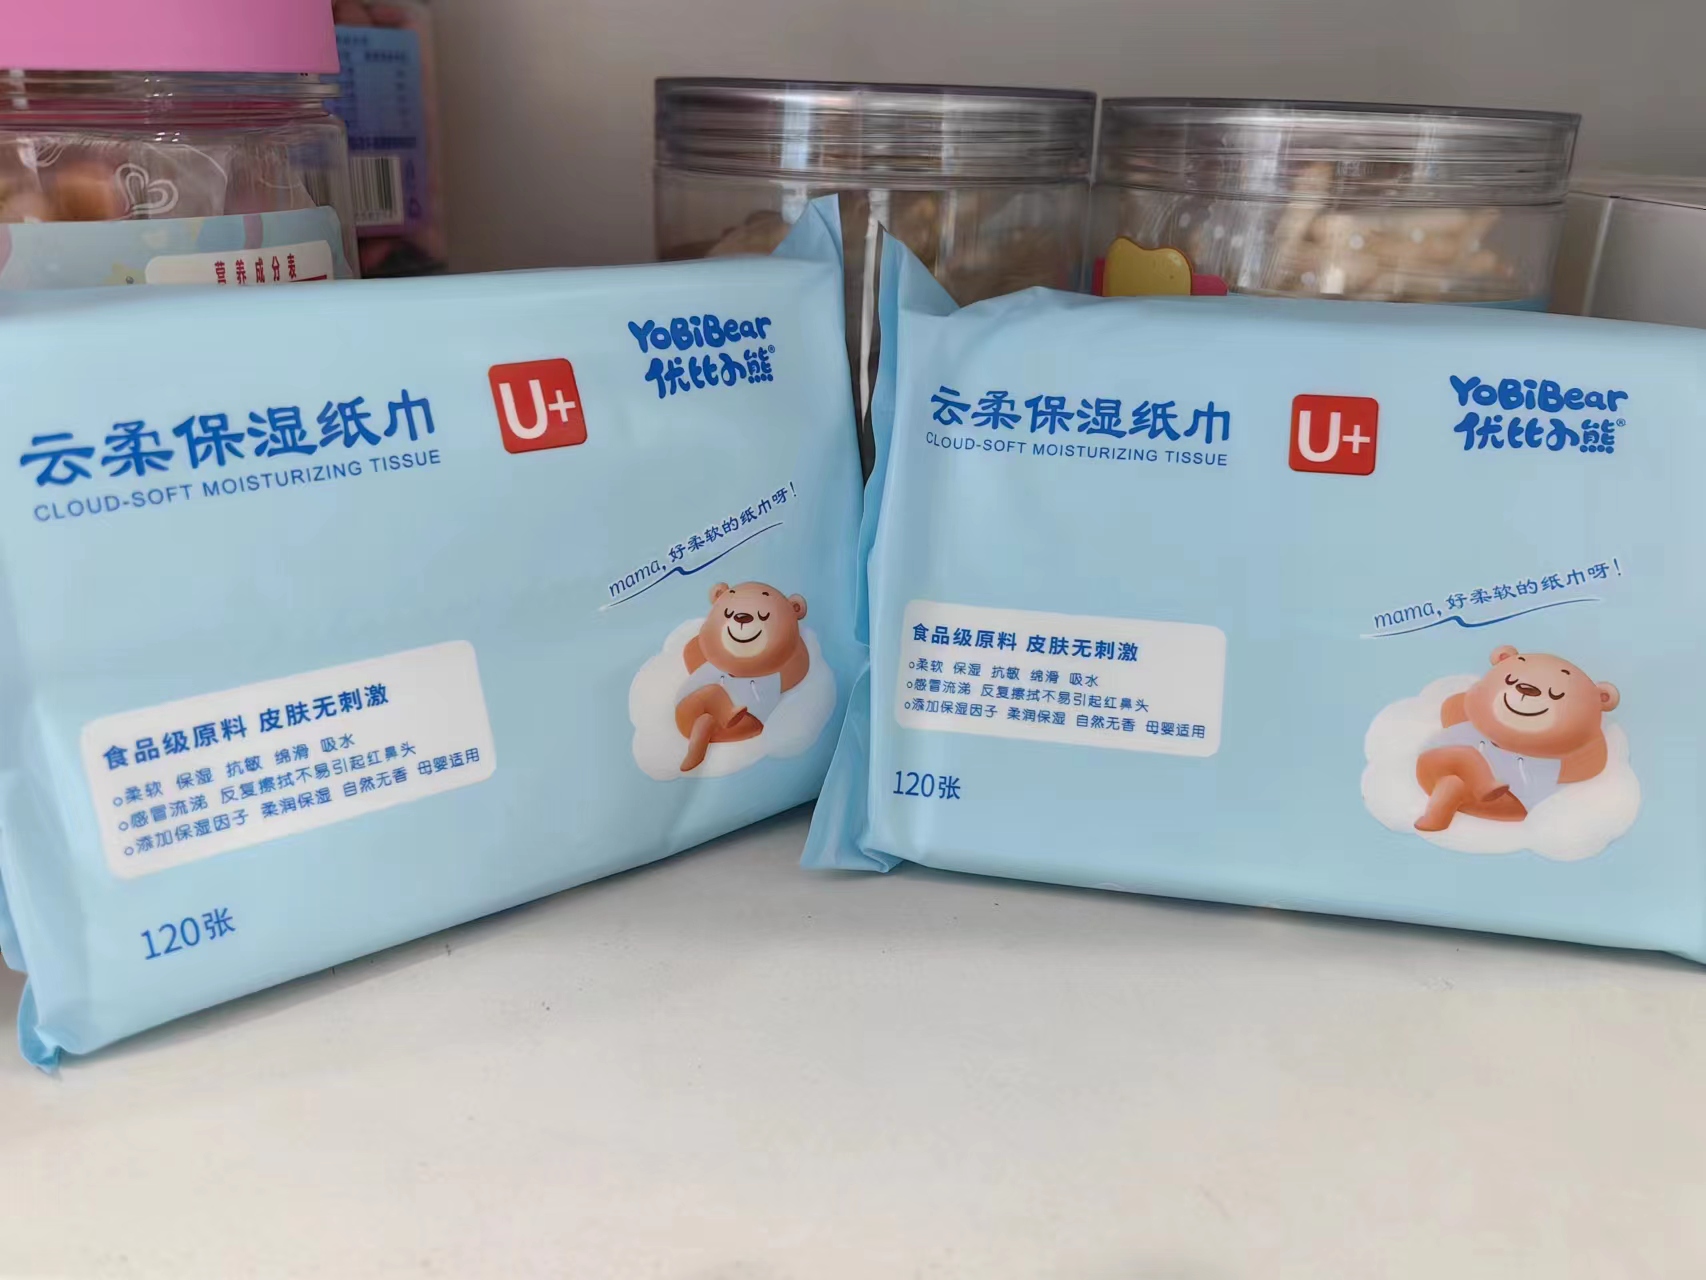 营养成分表
云柔保湿纸巾
CLOUD-SOFT MOISTURIZING TISSUE
U+
YoBiBear
优比小熊®
mama,好柔软的纸巾呀!
食品级原料 皮肤无刺激
柔软 保湿 抗敏 绵滑 吸水
感冒流涕 反复擦拭不易引起红鼻头
添加保湿因子 柔润保湿 自然无香 母婴适用
120张
云柔保湿纸巾
CLOUD-SOFT MOISTURIZING TISSUE
U+
YoBiBear
优比小熊®
mama,好柔软的纸巾呀!
食品级原料 皮肤无刺激
柔软 保湿 抗敏 绵滑 吸水
感冒流涕 反复擦拭不易引起红鼻头
添加保湿因子 柔润保湿 自然无香 母婴适用
120张